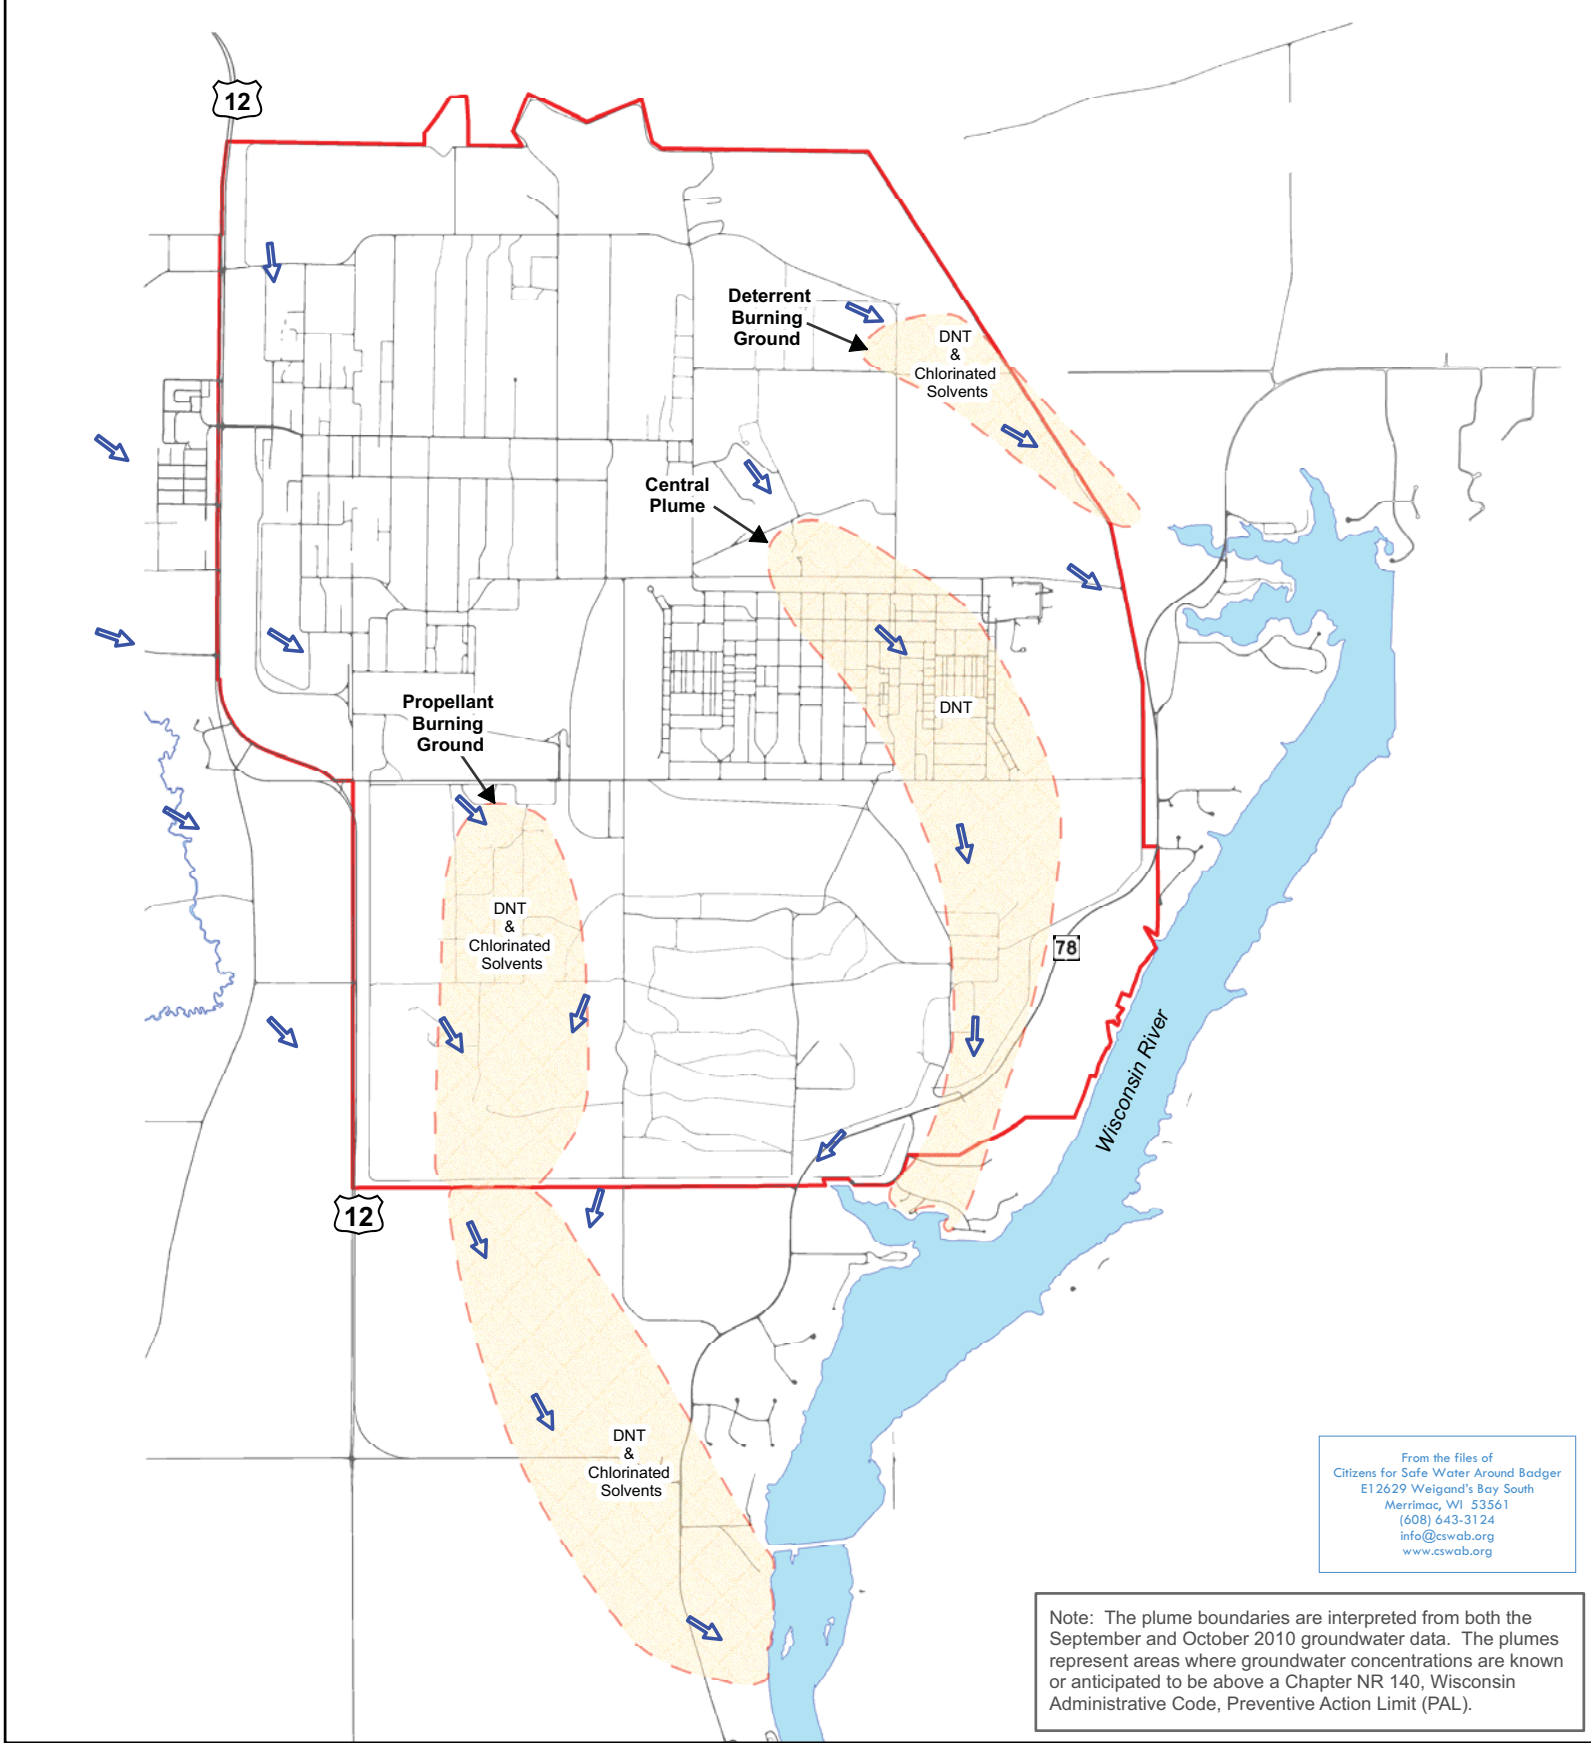 12
Deterrent
Burning
Ground
DNT
&
Chlorinated
Solvents
Central
Plume
DNT
Propellant
Burning
Ground
DNT
&
Chlorinated
Solvents
78
Wisconsin River
12
DNT
&
Chlorinated
Solvents
From the files of
Citizens for Safe Water Around Badger
E12629 Weigand's Bay South
Merrimac, WI  53561
(608) 643-3124
info@cswab.org
www.cswab.org
Note:  The plume boundaries are interpreted from both the
September and October 2010 groundwater data.  The plumes
represent areas where groundwater concentrations are known
or anticipated to be above a Chapter NR 140, Wisconsin
Administrative Code, Preventive Action Limit (PAL).